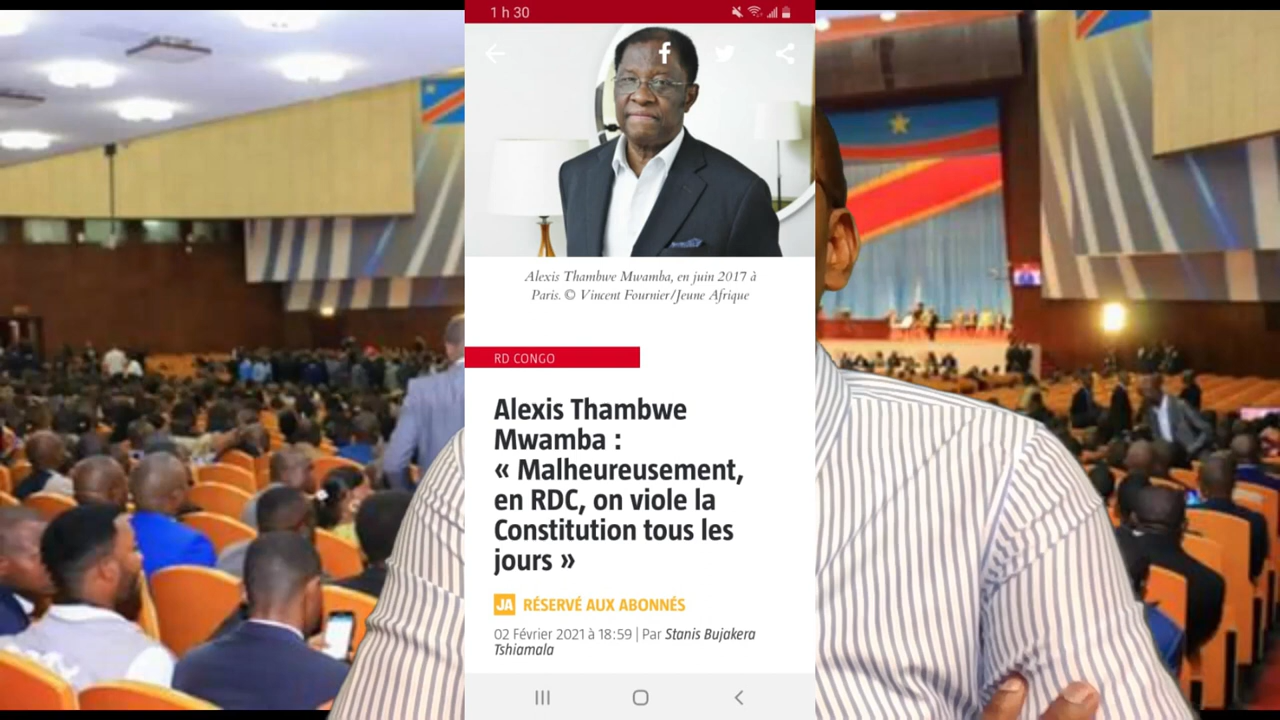 1 h 30
Alexis Thambwe Mwamba, en juin 2017 à
Paris. © Vincent Fournier/Jeune Afrique
RD CONGO
Alexis Thambwe
Mwamba :
« Malheureusement,
en RDC, on viole la
Constitution tous les
jours »
JA RÉSERVÉ AUX ABONNÉS
02 Février 2021 à 18:59 | Par Stanis Bujakera
Tshiamala